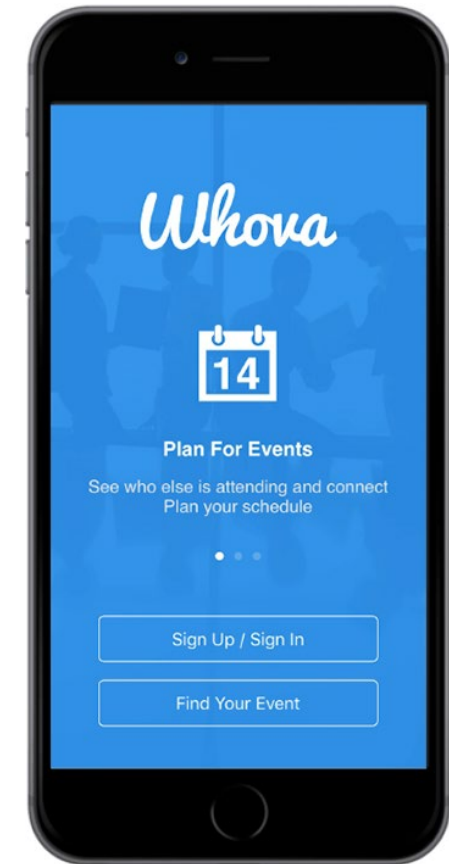 Whova
14
Plan For Events
See who else is attending and connect
Plan your schedule
Sign Up / Sign In
Find Your Event